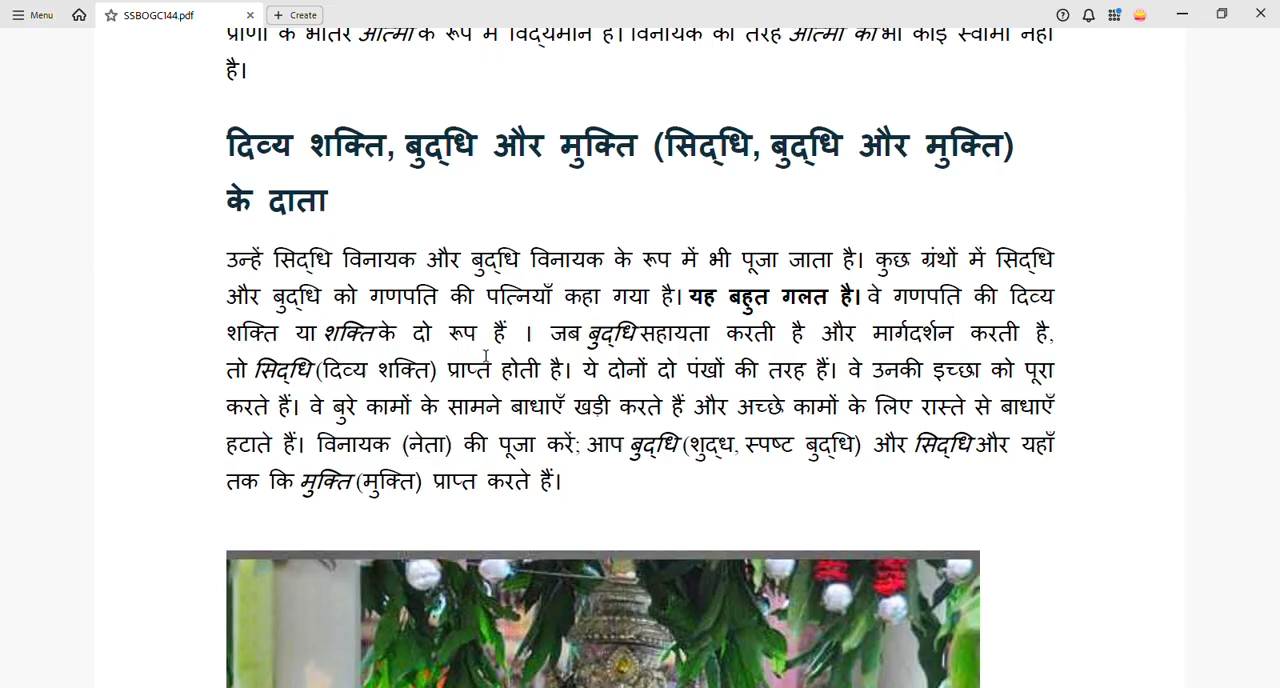 Menu
SSBOGC144.pdf
Create
प्राणी के भीतर आत्मा के रूप में विद्यमान है। विनायक की तरह आत्मा का भी कोई स्वामी नहीं
है।
दिव्य शक्ति, बुद्धि और मुक्ति (सिद्धि, बुद्धि और मुक्ति)
के दाता
उन्हें सिद्धि विनायक और बुद्धि विनायक के रूप में भी पूजा जाता है। कुछ ग्रंथों में सिद्धि
और बुद्धि को गणपति की पत्नियाँ कहा गया है। यह बहुत गलत है। वे गणपति की दिव्य
शक्ति या शक्ति के दो रूप हैं । जब बुद्धि सहायता करती है और मार्गदर्शन करती है,
तो सिद्धि (दिव्य शक्ति) प्राप्त होती है। ये दोनों दो पंखों की तरह हैं। वे उनकी इच्छा को पूरा
करते हैं। वे बुरे कामों के सामने बाधाएँ खड़ी करते हैं और अच्छे कामों के लिए रास्ते से बाधाएँ
हटाते हैं। विनायक (नेता) की पूजा करें; आप बुद्धि (शुद्ध, स्पष्ट बुद्धि) और सिद्धि और यहाँ
तक कि मुक्ति (मुक्ति) प्राप्त करते हैं।